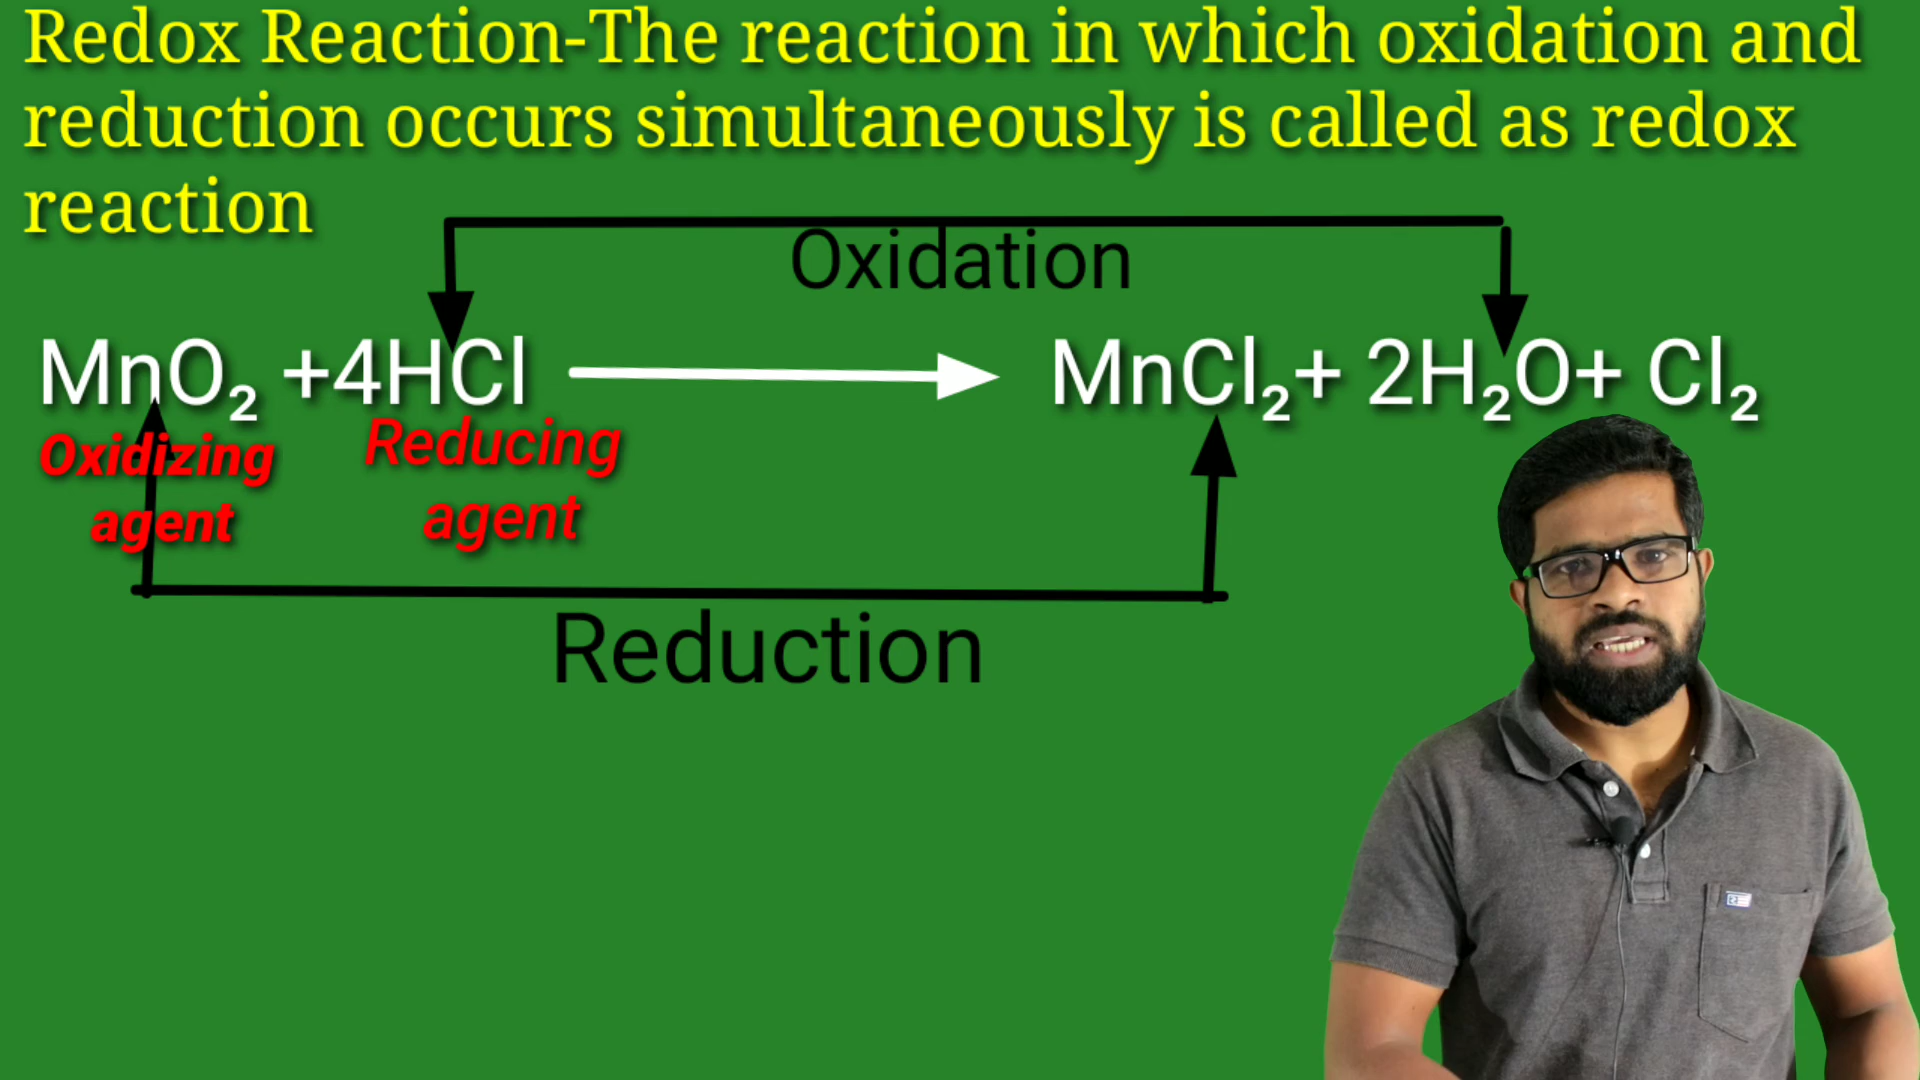 Redox Reaction-The reaction in which oxidation and
reduction occurs simultaneously is called as redox
reaction
Oxidation
MnO₂ +4HCl MnCl₂+ 2H₂O+ Cl₂
Oxidizing
agent
Reducing
agent
Reduction